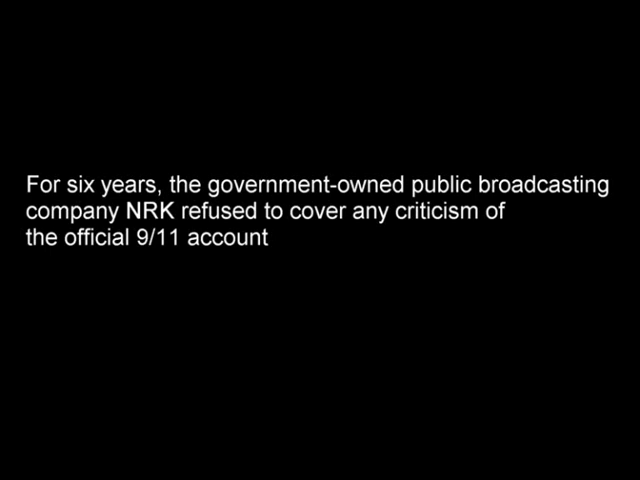 For six years, the government-owned public broadcasting
company NRK refused to cover any criticism of
the official 9/11 account